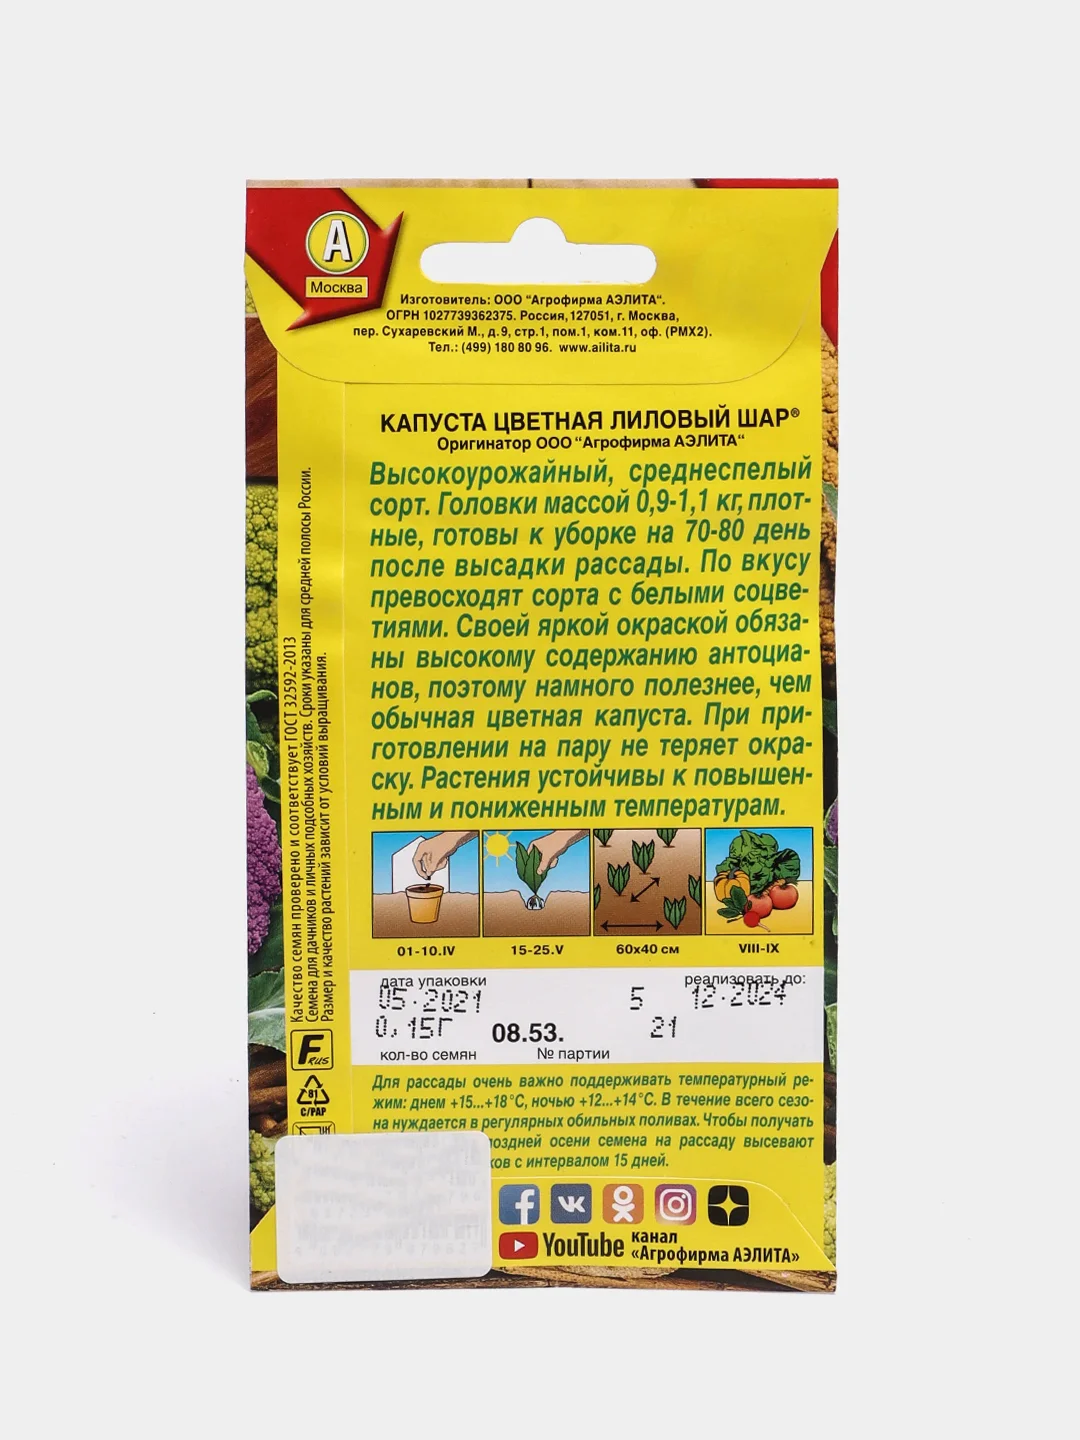 А
Москва
Изготовитель: ООО "Агрофирма АЭЛИТА".
ОГРН 1027739362375. Россия,127051, г. Москва,
пер. Сухаревский М., д.9, стр.1, пом.1, ком.11, оф. (РМХ2).
Тел.: (499) 180 80 96. www.ailita.ru
КАПУСТА ЦВЕТНАЯ ЛИЛОВЫЙ ШАР®
Оригинатор ООО "Агрофирма АЭЛИТА"
Высокоурожайный, среднеспелый
сорт. Головки массой 0,9-1,1 кг, плот-
ные, готовы к уборке на 70-80 день
после высадки рассады. По вкусу
превосходят сорта с белыми соцве-
тиями. Своей яркой окраской обяза-
ны высокому содержанию антоциа-
нов, поэтому намного полезнее, чем
обычная цветная капуста. При при-
готовлении на пару не теряет окра-
ску. Растения устойчивы к повышен-
ным и пониженным температурам.
01-10.IV 15-25.V 60х40 см VIII-IX
дата упаковки реализовать до:
05.2021 5 12.2024
0,15Г 08.53. 21
кол-во семян № партии
Для рассады очень важно поддерживать температурный ре-
жим: днем +15...+18°С, ночью +12...+14°С. В течение всего сезо-
на нуждается в регулярных обильных поливах. Чтобы получать
поздней осени семена на рассаду высевают
с интервалом 15 дней.
YouTube канал
«Агрофирма АЭЛИТА»
Качество семян проверено и соответствует ГОСТ 32592-2013
Семена для дачников и личных подсобных хозяйств. Сроки указаны для средней полосы России.
Размер и качество растений зависит от условий выращивания.
F RUS
81
C/PAP